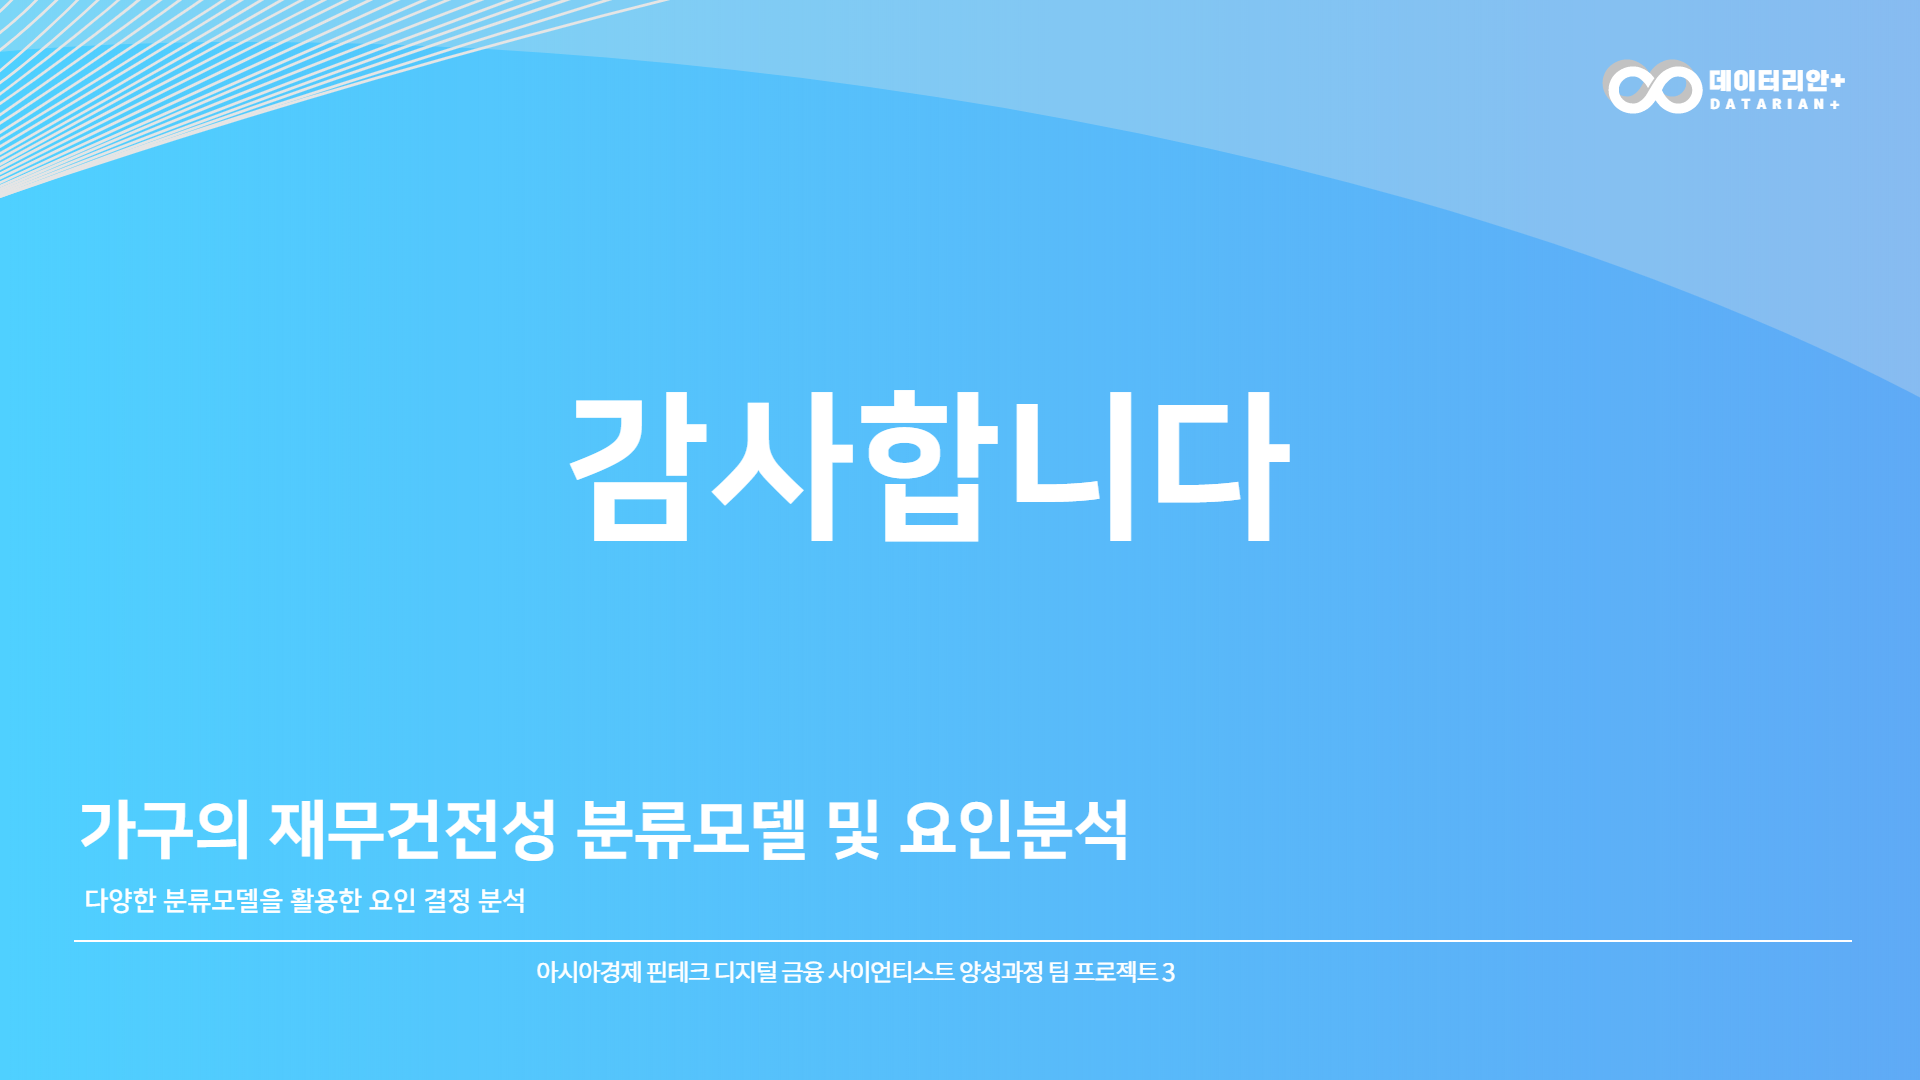 데이터리안+
DATARIAN+
감사합니다
가구의 재무건전성 분류모델 및 요인분석
다양한 분류모델을 활용한 요인 결정 분석
아시아경제 핀테크 디지털 금융 사이언티스트 양성과정 팀 프로젝트 3